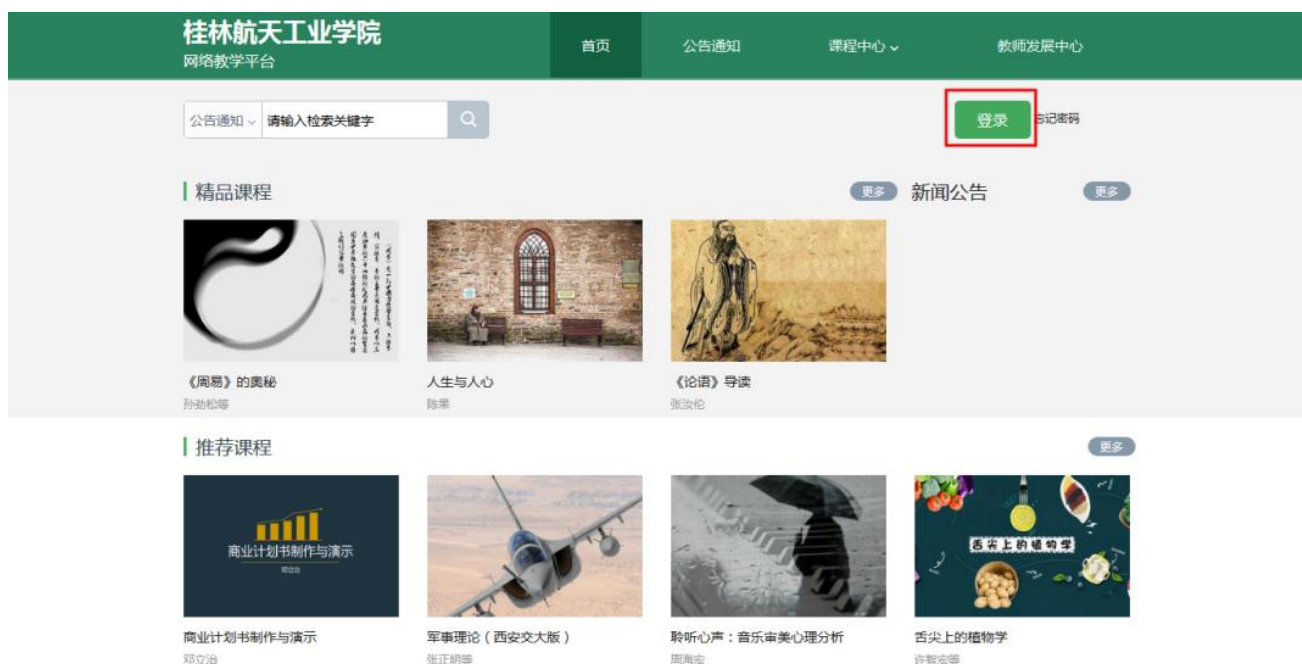 桂林航天工业学院
网络教学平台
首页
公告通知
课程中心
教师发展中心
公告通知
请输入检索关键字
登录
忘记密码
精品课程
更多
新闻公告
更多
《周易》的奥秘
孙劲松等
人生与人心
陈果
《论语》导读
张汝伦
推荐课程
更多
商业计划书制作与演示
邓立治
舌尖上的植物学
商业计划书制作与演示
邓立治
军事理论（西安交大版）
张正明等
聆听心声：音乐审美心理分析
周海宏
舌尖上的植物学
许智宏等